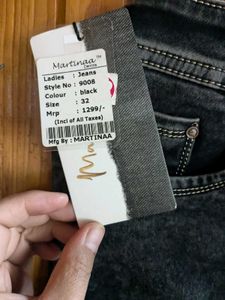 Martinaa
Jeans
Ladies : Jeans
Style No : 9008
Colour : black
Size : 32
Mrp : 1299/-
(Incl of All Taxes)
Mfg By : MARTINAA